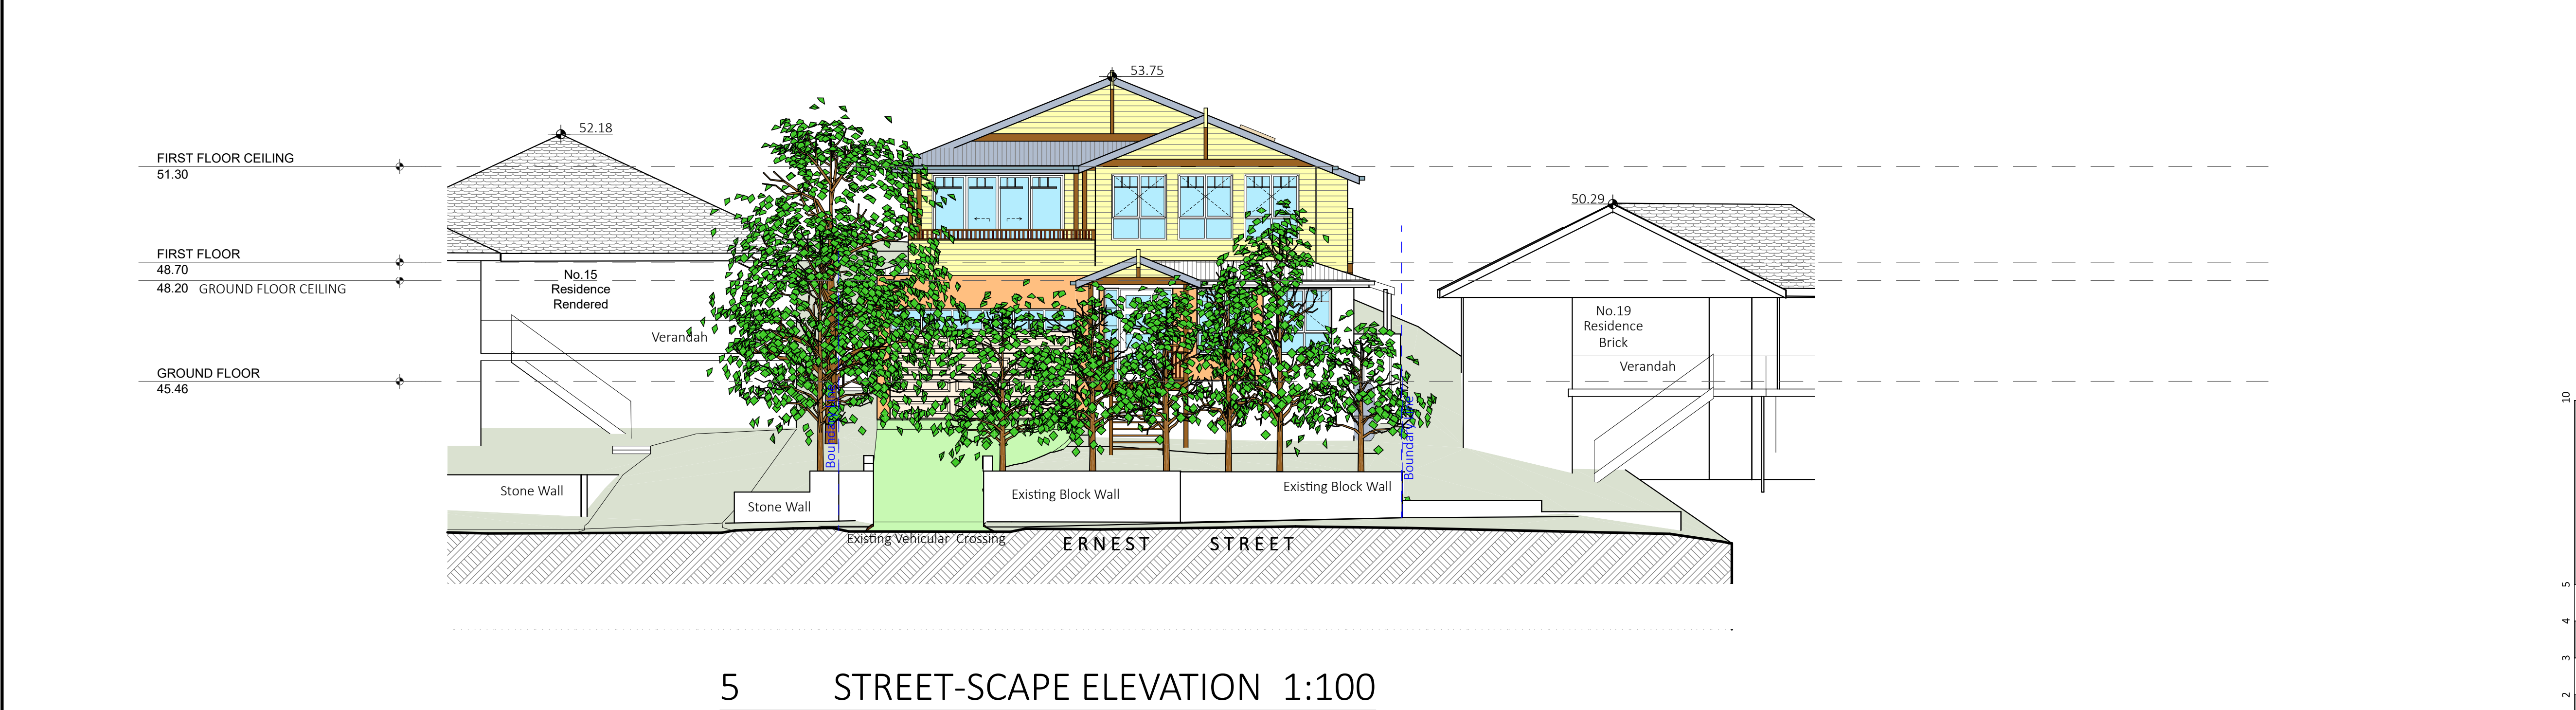 53.75
52.18
FIRST FLOOR CEILING
51.30
50.29
FIRST FLOOR
48.70
48.20 GROUND FLOOR CEILING
No.15
Residence
Rendered
Verandah
No.19
Residence
Brick
Verandah
GROUND FLOOR
45.46
10
Boundary Line
Boundary Line
Stone Wall
Stone Wall
Existing Block Wall
Existing Block Wall
Existing Vehicular Crossing
ERNEST STREET
5
4
3
2
5 STREET-SCAPE ELEVATION 1:100